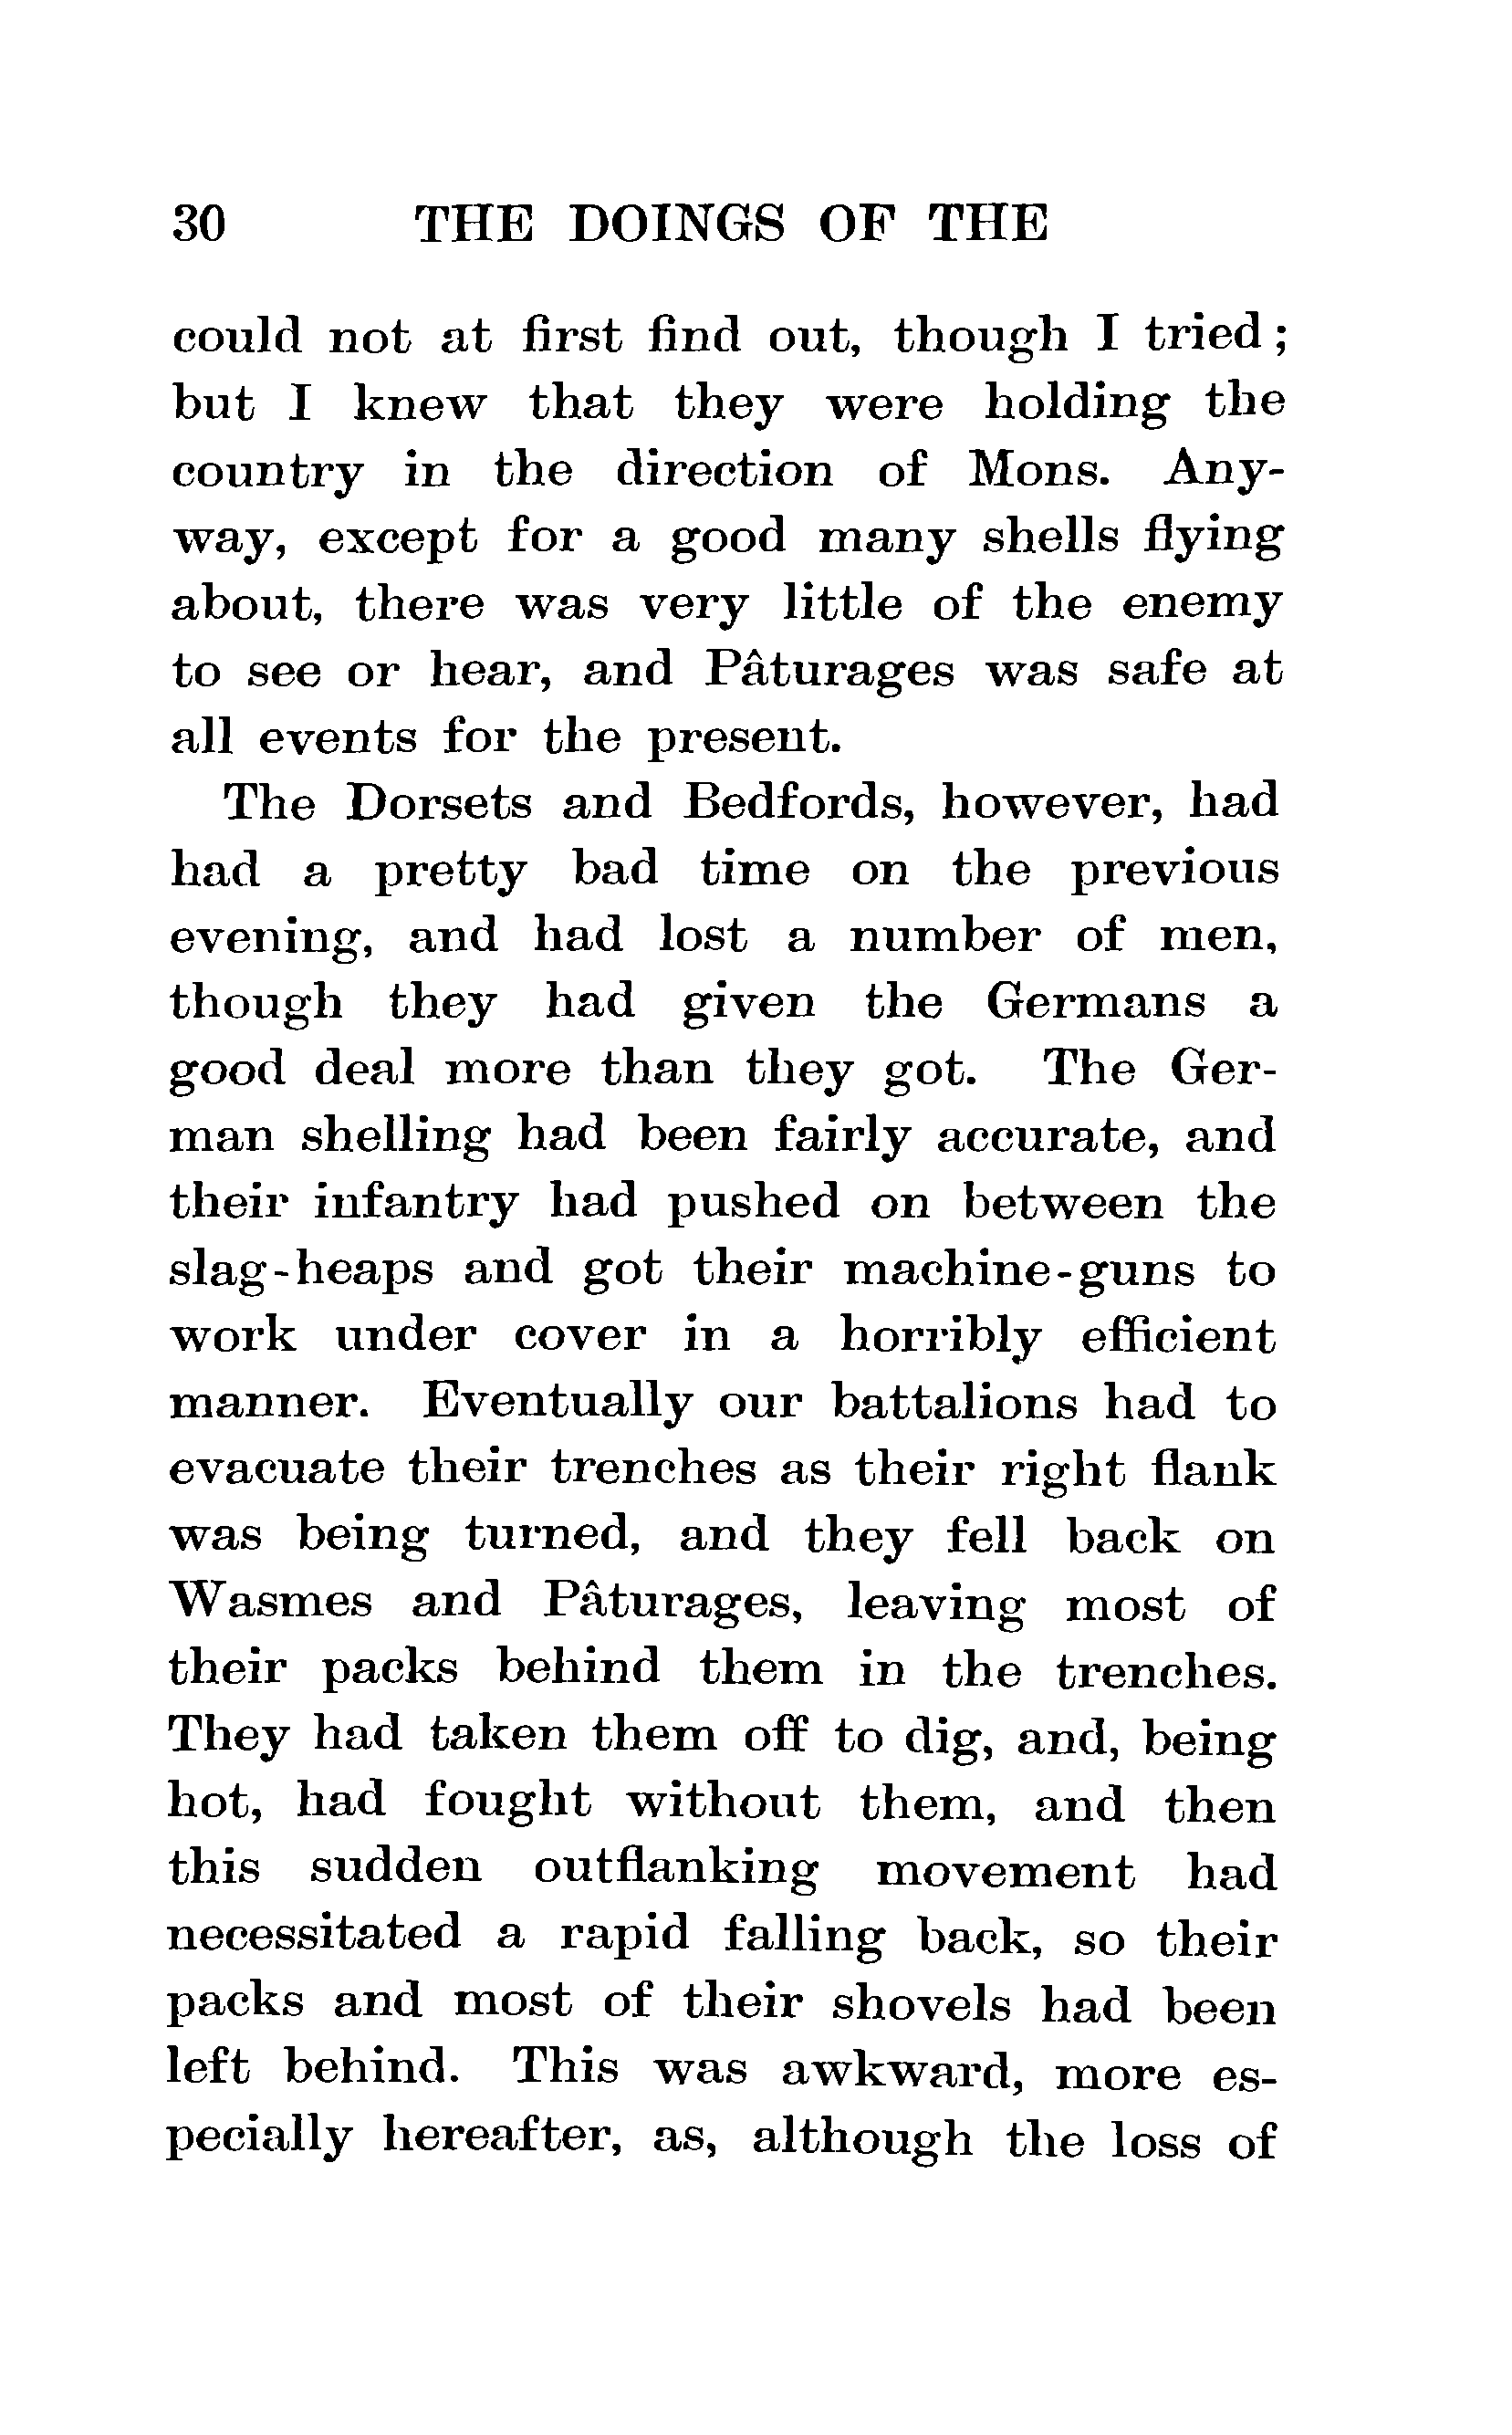 30 THE DOINGS OF THE
could not at first find out, though I tried;
but I knew that they were holding the
country in the direction of Mons. Any-
way, except for a good many shells flying
about, there was very little of the enemy
to see or hear, and Pâturages was safe at
all events for the present.
The Dorsets and Bedfords, however, had
had a pretty bad time on the previous
evening, and had lost a number of men,
though they had given the Germans a
good deal more than they got. The Ger-
man shelling had been fairly accurate, and
their infantry had pushed on between the
slag-heaps and got their machine-guns to
work under cover in a horribly efficient
manner. Eventually our battalions had to
evacuate their trenches as their right flank
was being turned, and they fell back on
Wasmes and Pâturages, leaving most of
their packs behind them in the trenches.
They had taken them off to dig, and, being
hot, had fought without them, and then
this sudden outflanking movement had
necessitated a rapid falling back, so their
packs and most of their shovels had been
left behind. This was awkward, more es-
pecially hereafter, as, although the loss of